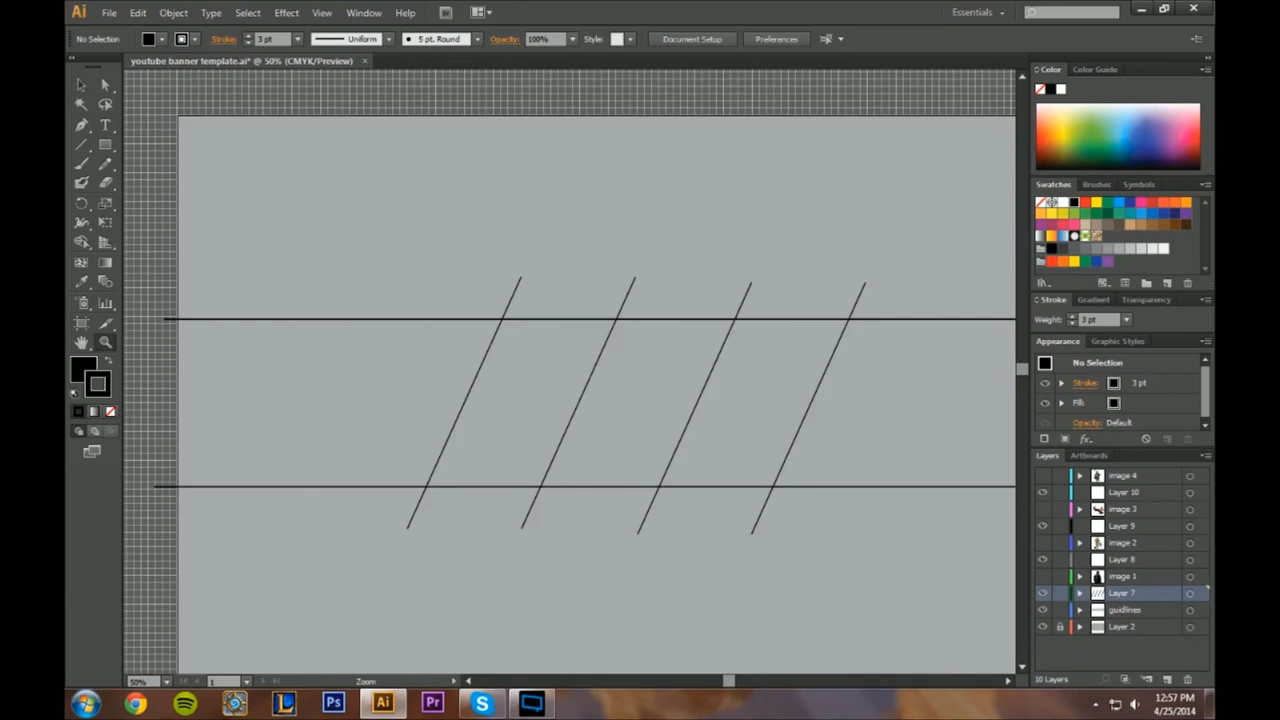 Ai File Edit Object Type Select Effect View Window Help Essentials
No Selection Stroke: 3 pt Uniform 5 pt. Round Opacity: 100% Style: Document Setup Preferences
youtube banner template.ai* @ 50% (CMYK/Preview) ×
Color Color Guide
Swatches Brushes Symbols
Stroke Gradient Transparency
Weight: 3 pt
Appearance Graphic Styles
No Selection
Stroke: 3 pt
Fill:
Opacity: Default
fx
Layers Artboards
image 4
Layer 10
image 3
Layer 9
image 2
Layer 8
image 1
Layer 7
guidlines
Layer 2
10 Layers
50% 1 Zoom
Ps Ai Pr
12:57 PM
4/25/2014